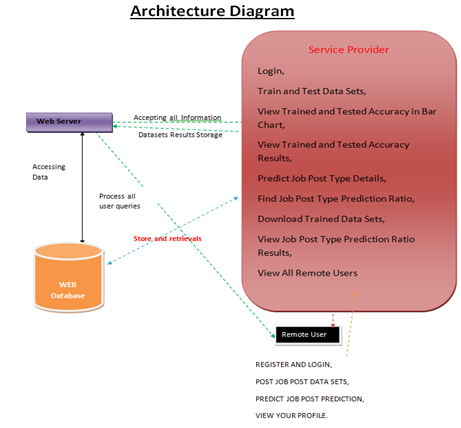 Architecture Diagram
Service Provider
Login,
Train and Test Data Sets,
View Trained and Tested Accuracy in Bar
Chart,
View Trained and Tested Accuracy
Results,
Predict Job Post Type Details,
Find Job Post Type Prediction Ratio,
Download Trained Data Sets,
View Job Post Type Prediction Ratio
Results,
View All Remote Users
Web Server
Accepting all Information
Datasets Results Storage
Accessing
Data
Process all
user queries
Store and retrievals
WEB
Database
Remote User
REGISTER AND LOGIN,
POST JOB POST DATA SETS,
PREDICT JOB POST PREDICTION,
VIEW YOUR PROFILE.